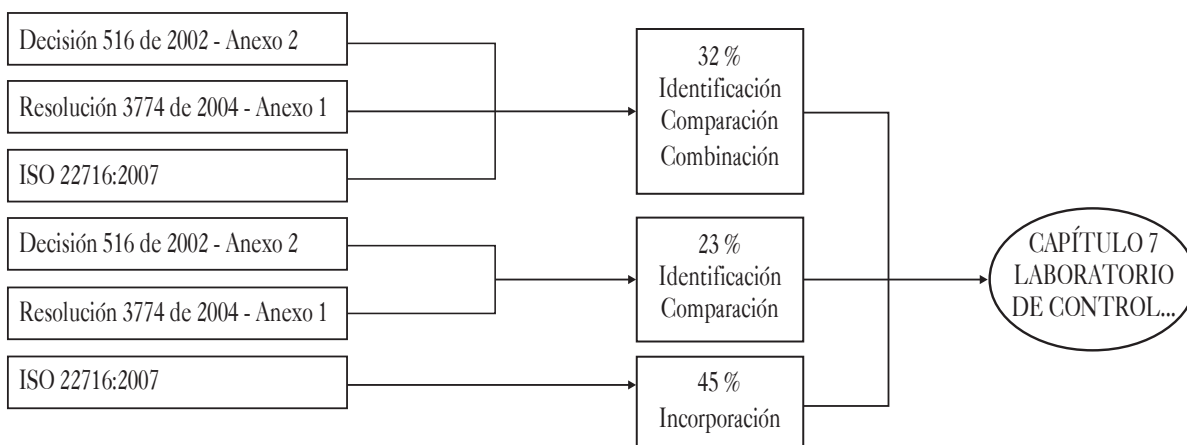 Decisión 516 de 2002 - Anexo 2
Resolución 3774 de 2004 - Anexo 1
ISO 22716:2007
Decisión 516 de 2002 - Anexo 2
Resolución 3774 de 2004 - Anexo 1
ISO 22716:2007
32 %
Identificación
Comparación
Combinación
23 %
Identificación
Comparación
45 %
Incorporación
CAPÍTULO 7
LABORATORIO
DE CONTROL...